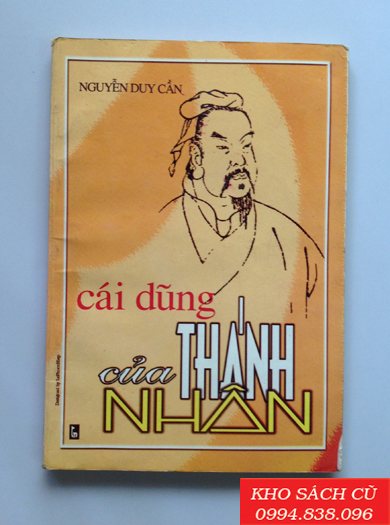 NGUYỄN DUY CẦN
cái dũng
của THÁNH
NHÂN
KHO SÁCH CŨ
0994.838.096